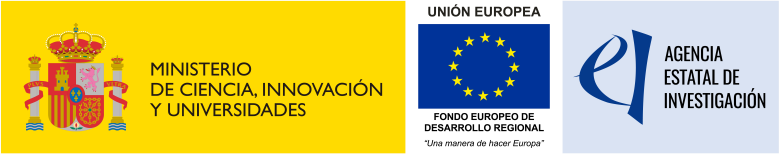 MINISTERIO
DE CIENCIA, INNOVACIÓN
Y UNIVERSIDADES
UNIÓN EUROPEA
FONDO EUROPEO DE
DESARROLLO REGIONAL
“Una manera de hacer Europa”
AGENCIA
ESTATAL DE
INVESTIGACIÓN